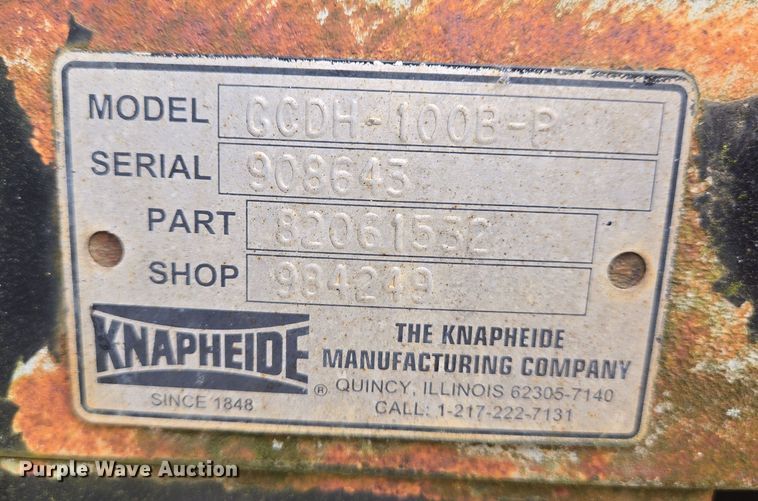 MODEL CCDH-100B-P
SERIAL 908643
PART 82061532
SHOP 984249
KNAPHEIDE ®
SINCE 1848
THE KNAPHEIDE
MANUFACTURING COMPANY
QUINCY, ILLINOIS 62305-7140
CALL: 1-217-222-7131
Purple Wave Auction